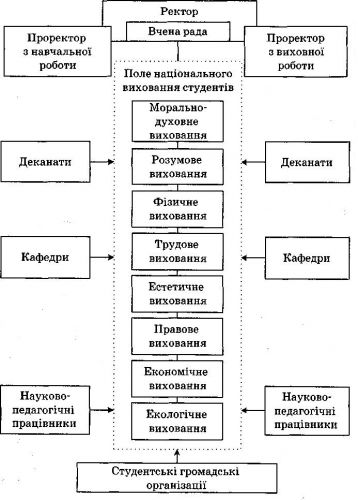 Ректор
Вчена рада
Проректор
з навчальної
роботи
Проректор
з виховної
роботи
Поле національного
виховання студентів
Морально-
духовне
виховання
Деканати
Розумове
виховання
Деканати
Фізичне
виховання
Кафедри
Трудове
виховання
Кафедри
Естетичне
виховання
Правове
виховання
Економічне
виховання
Науково-
педагогічні
працівники
Екологічне
виховання
Науково-
педагогічні
працівники
Студентські громадські
організації